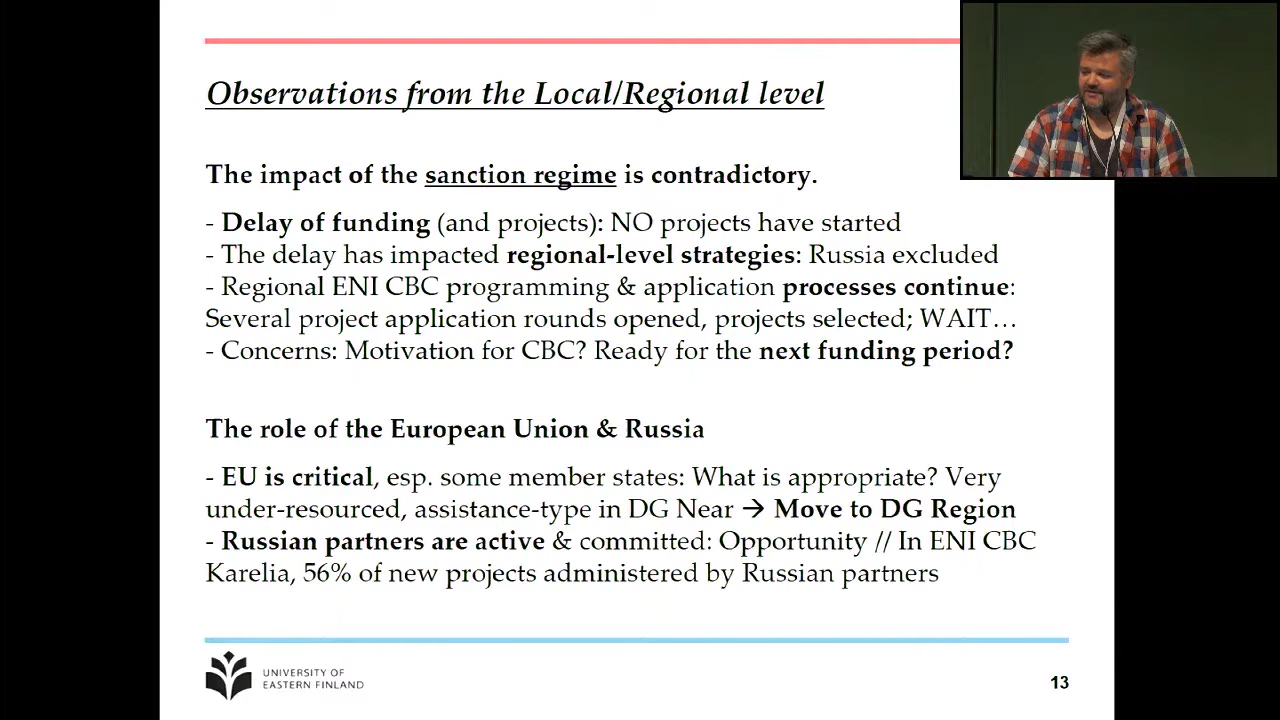 Observations from the Local/Regional level
The impact of the sanction regime is contradictory.
- Delay of funding (and projects): NO projects have started
- The delay has impacted regional-level strategies: Russia excluded
- Regional ENI CBC programming & application processes continue:
Several project application rounds opened, projects selected; WAIT…
- Concerns: Motivation for CBC? Ready for the next funding period?
The role of the European Union & Russia
- EU is critical, esp. some member states: What is appropriate? Very
under-resourced, assistance-type in DG Near → Move to DG Region
- Russian partners are active & committed: Opportunity // In ENI CBC
Karelia, 56% of new projects administered by Russian partners
UNIVERSITY OF
EASTERN FINLAND
13